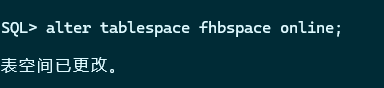 SQL> alter tablespace fhbspace online;
表空间已更改。